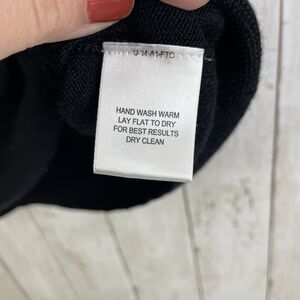 HAND WASH WARM
LAY FLAT TO DRY
FOR BEST RESULTS
DRY CLEAN